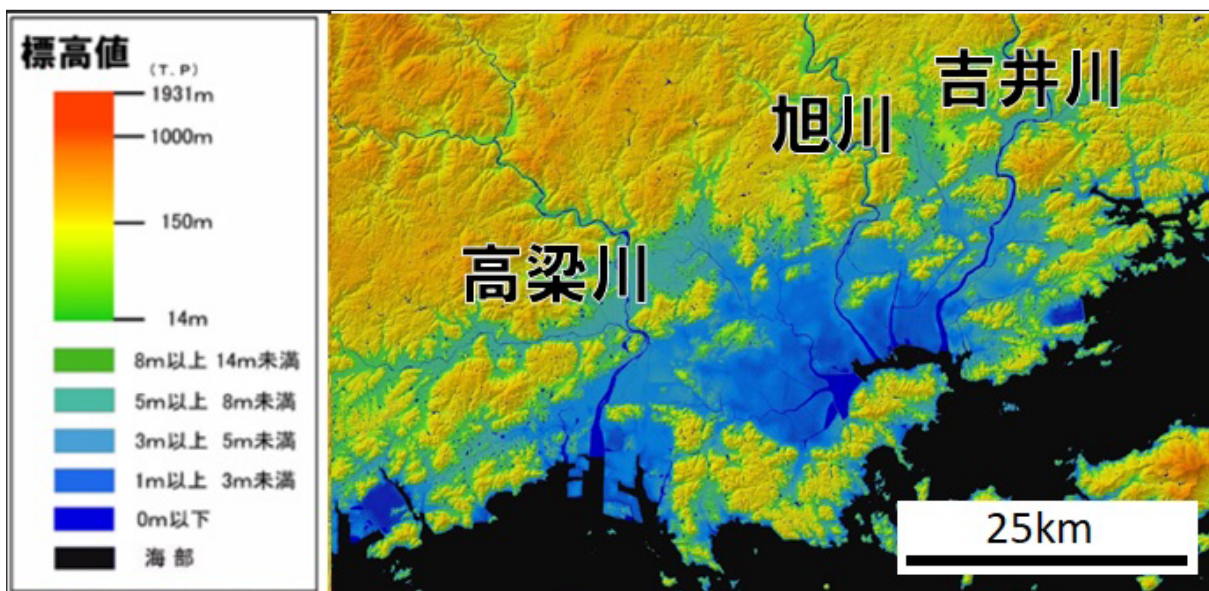 標高値
(T.P)
1931m
1000m
150m
14m
8m以上 14m未満
5m以上 8m未満
3m以上 5m未満
1m以上 3m未満
0m以下
海部
吉井川
旭川
高梁川
25km